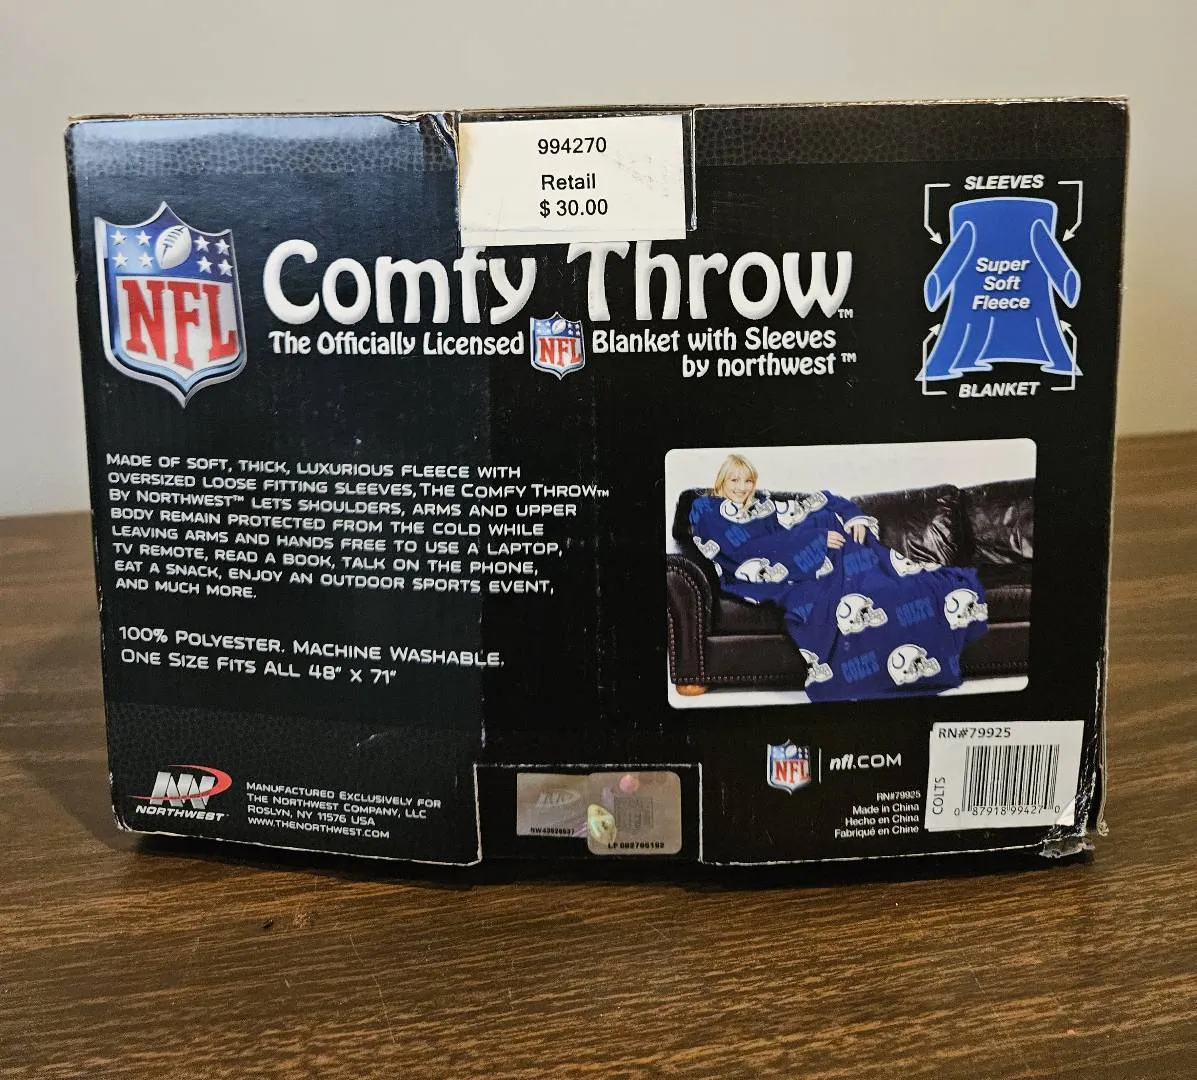 994270
Retail
$ 30.00
SLEEVES
Super
Soft
Fleece
BLANKET
NFL
Comfy Throw™
The Officially Licensed NFL Blanket with Sleeves
by northwest™
MADE OF SOFT, THICK, LUXURIOUS FLEECE WITH
OVERSIZED LOOSE FITTING SLEEVES, THE COMFY THROW™
BY NORTHWEST™ LETS SHOULDERS, ARMS AND UPPER
BODY REMAIN PROTECTED FROM THE COLD WHILE
LEAVING ARMS AND HANDS FREE TO USE A LAPTOP,
TV REMOTE, READ A BOOK, TALK ON THE PHONE,
EAT A SNACK, ENJOY AN OUTDOOR SPORTS EVENT,
AND MUCH MORE.
100% POLYESTER. MACHINE WASHABLE.
ONE SIZE FITS ALL 48" X 71"
COLTS
COLTS
NORTHWEST
MANUFACTURED EXCLUSIVELY FOR
THE NORTHWEST COMPANY, LLC
ROSLYN, NY 11576 USA
WWW.THENORTHWEST.COM
NFL
nfl.COM
RN#79925
Made in China
Hecho en China
Fabriqué en Chine
RN#79925
COLTS
0 87918 99427 0